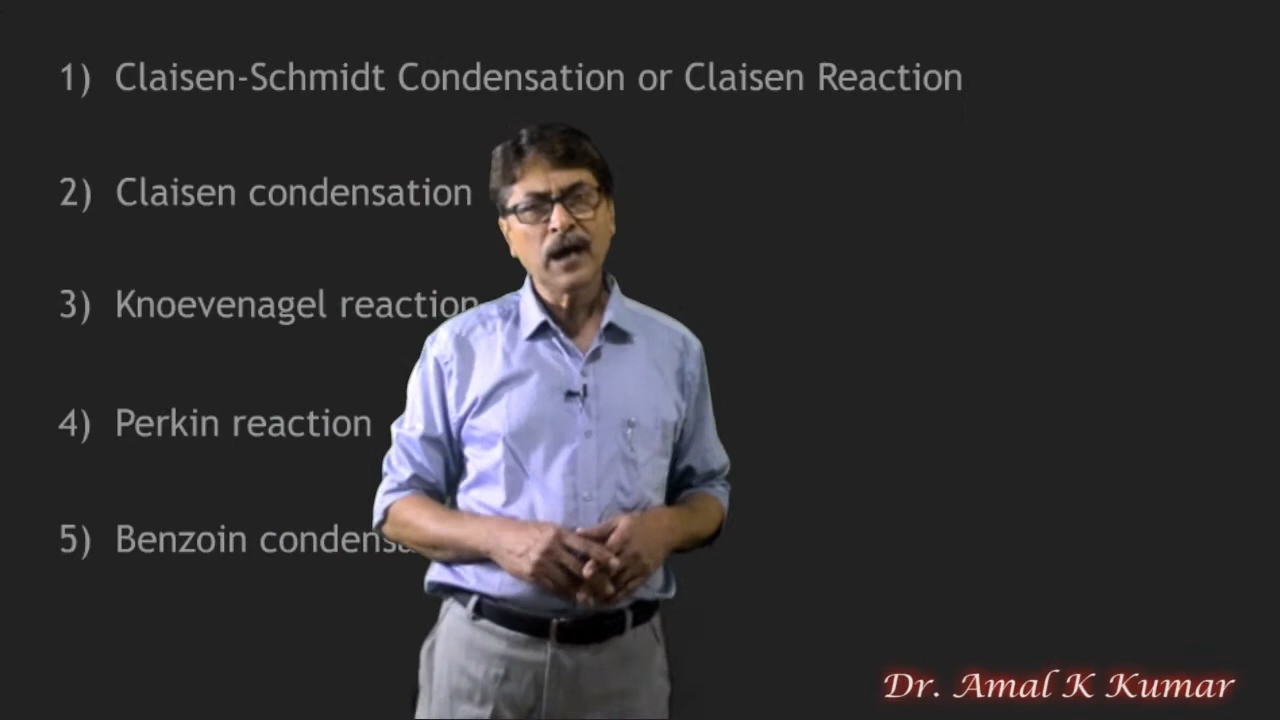 1) Claisen-Schmidt Condensation or Claisen Reaction
2) Claisen condensation
3) Knoevenagel reaction
4) Perkin reaction
5) Benzoin
Dr. Amal K Kumar